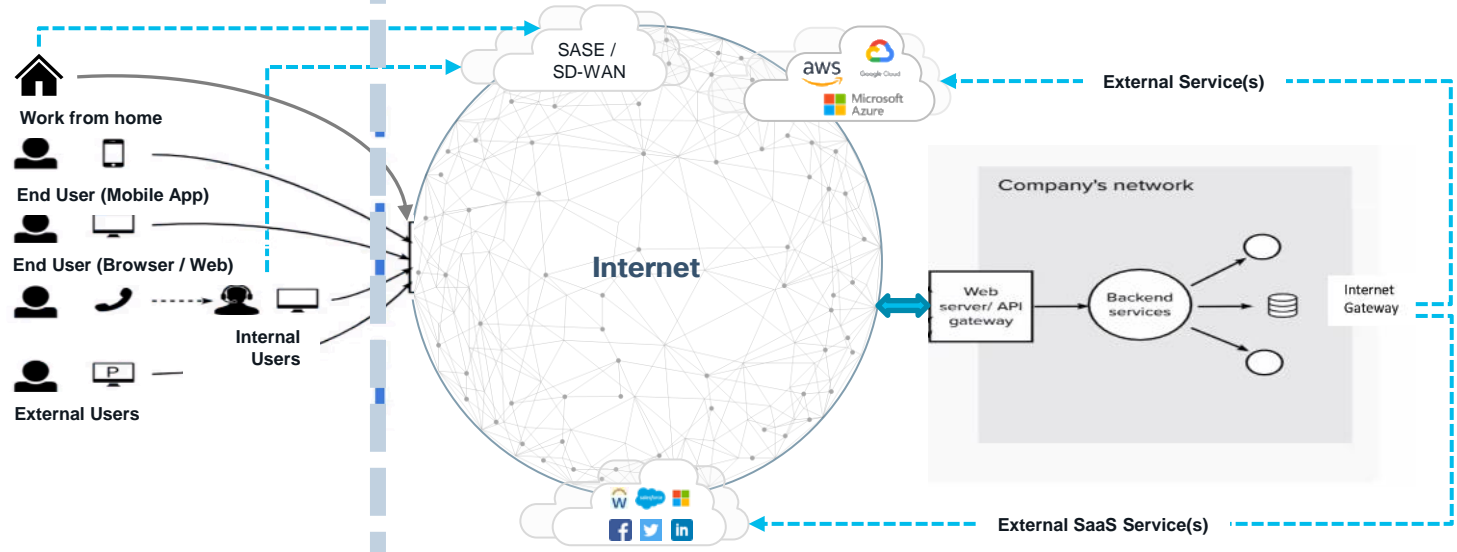 SASE /
SD-WAN
aws
Google Cloud
Microsoft
Azure
External Service(s)
Work from home
End User (Mobile App)
End User (Browser / Web)
Internal
Users
P
External Users
Internet
Company's network
Web
server/ API
gateway
Backend
services
Internet
Gateway
W
salesforce
f
in
External SaaS Service(s)